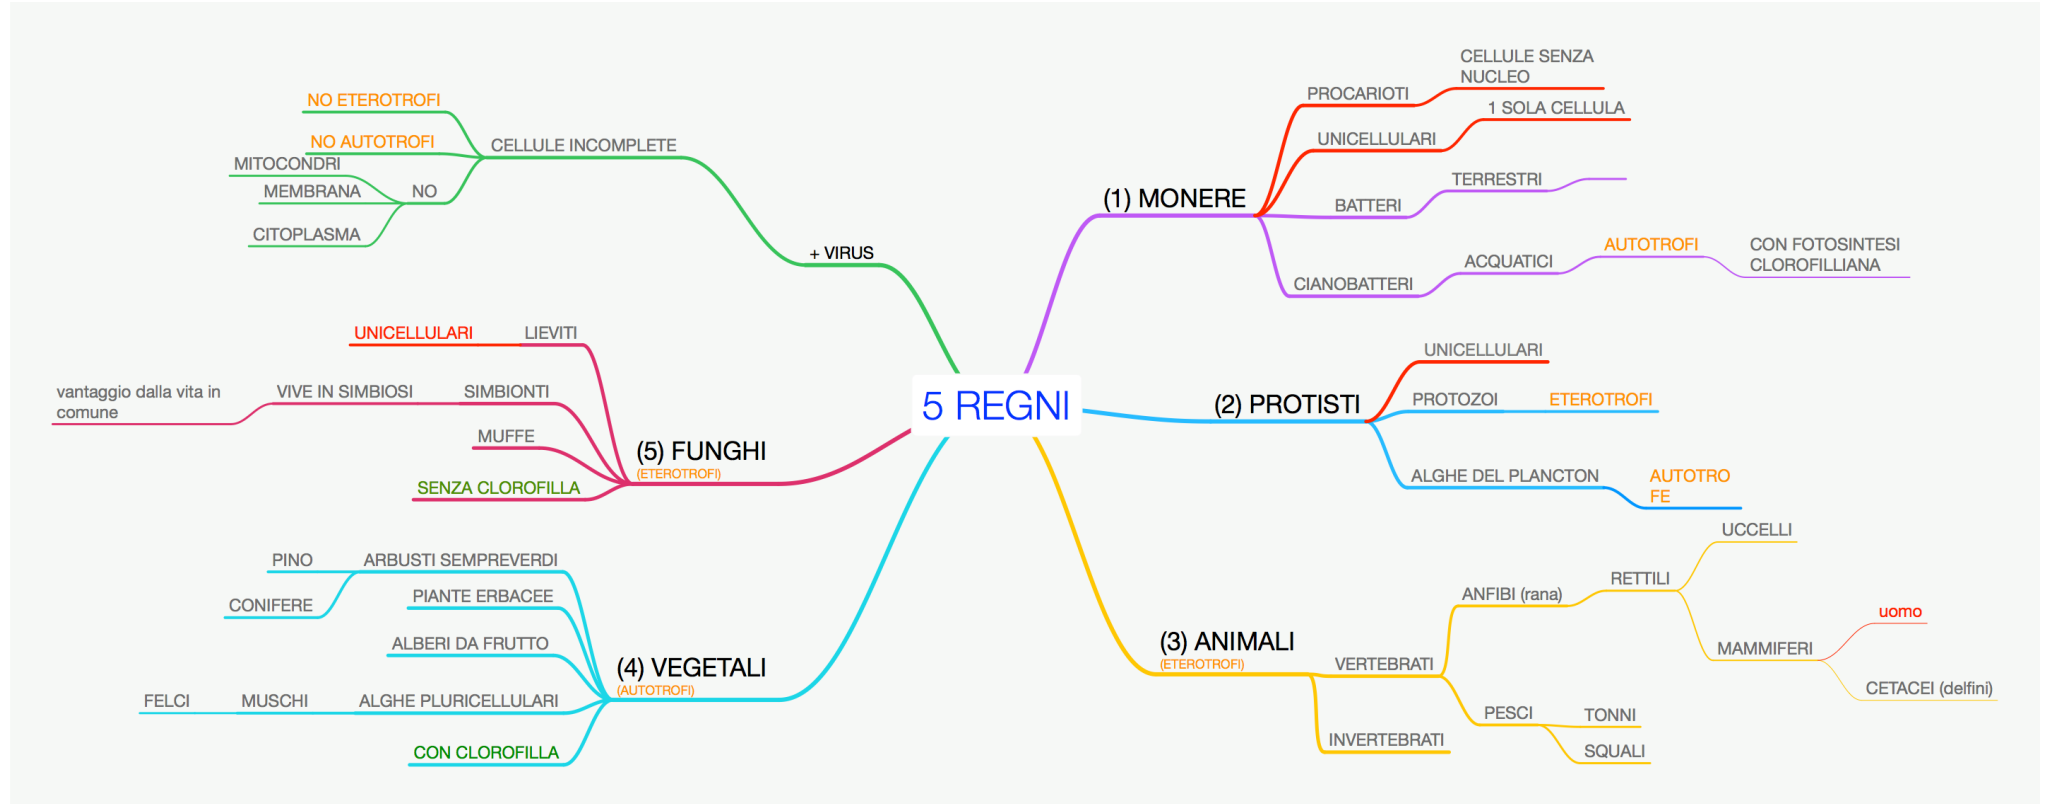 5 REGNI
(1) MONERE
PROCARIOTI
CELLULE SENZA
NUCLEO
UNICELLULARI
1 SOLA CELLULA
BATTERI
TERRESTRI
CIANOBATTERI
ACQUATICI
AUTOTROFI
CON FOTOSINTESI
CLOROFILLIANA
(2) PROTISTI
UNICELLULARI
PROTOZOI
ETEROTROFI
ALGHE DEL PLANCTON
AUTOTRO
FE
(3) ANIMALI
(ETEROTROFI)
VERTEBRATI
ANFIBI (rana)
RETTILI
UCCELLI
MAMMIFERI
uomo
CETACEI (delfini)
PESCI
TONNI
SQUALI
INVERTEBRATI
(4) VEGETALI
(AUTOTROFI)
ARBUSTI SEMPREVERDI
PINO
CONIFERE
PIANTE ERBACEE
ALBERI DA FRUTTO
ALGHE PLURICELLULARI
MUSCHI
FELCI
CON CLOROFILLA
(5) FUNGHI
(ETEROTROFI)
LIEVITI
UNICELLULARI
SIMBIONTI
VIVE IN SIMBIOSI
vantaggio dalla vita in
comune
MUFFE
SENZA CLOROFILLA
+ VIRUS
CELLULE INCOMPLETE
NO ETEROTROFI
NO AUTOTROFI
NO
MITOCONDRI
MEMBRANA
CITOPLASMA